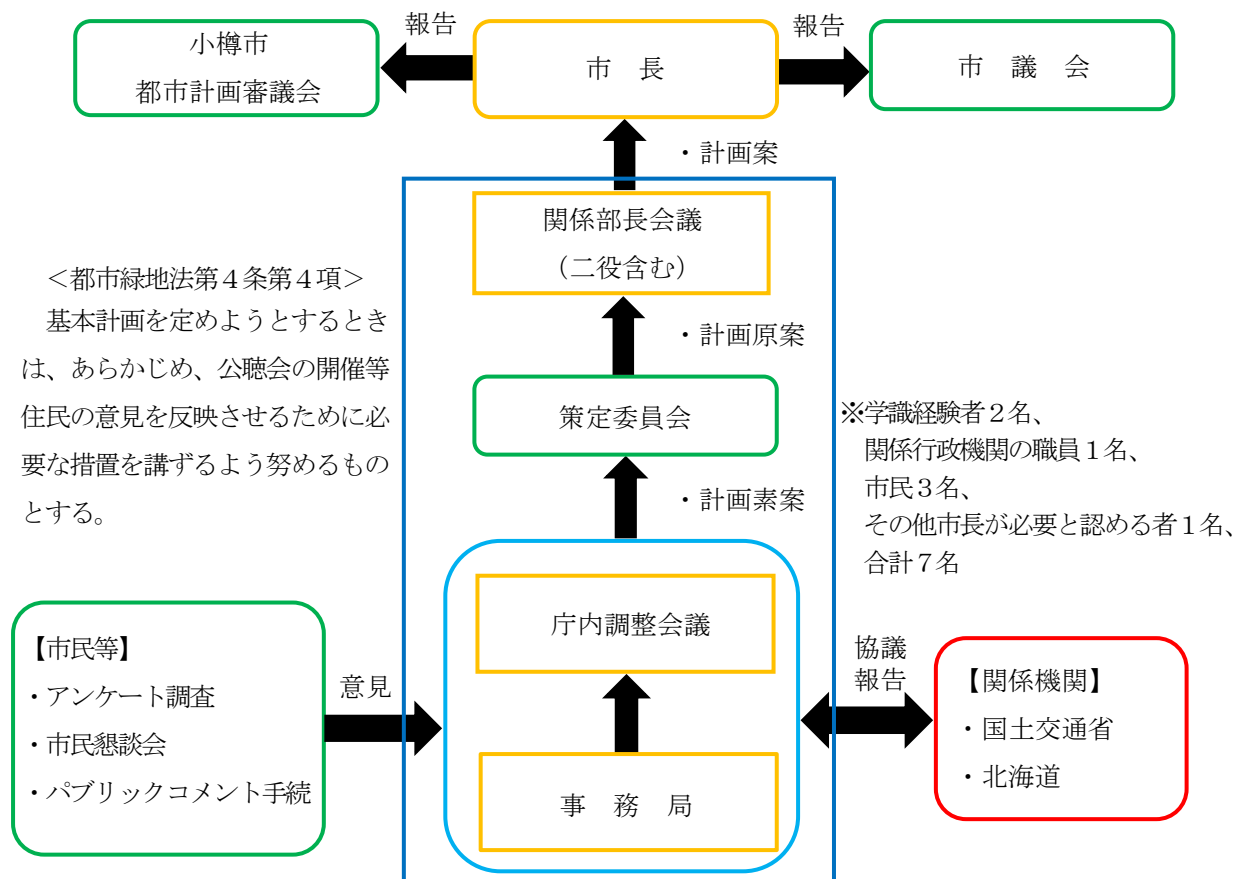 報告
報告
小樽市
都市計画審議会
市　長
市　議　会
・計画案
関係部長会議
（二役含む）
＜都市緑地法第４条第４項＞
基本計画を定めようとするとき
は、あらかじめ、公聴会の開催等
住民の意見を反映させるために必
要な措置を講ずるよう努めるもの
とする。
・計画原案
策定委員会
※学識経験者２名、
関係行政機関の職員１名、
市民３名、
その他市長が必要と認める者１名、
合計７名
・計画素案
庁内調整会議
【市民等】
・アンケート調査
・市民懇談会
・パブリックコメント手続
意見
協議
報告
【関係機関】
・国土交通省
・北海道
事　務　局